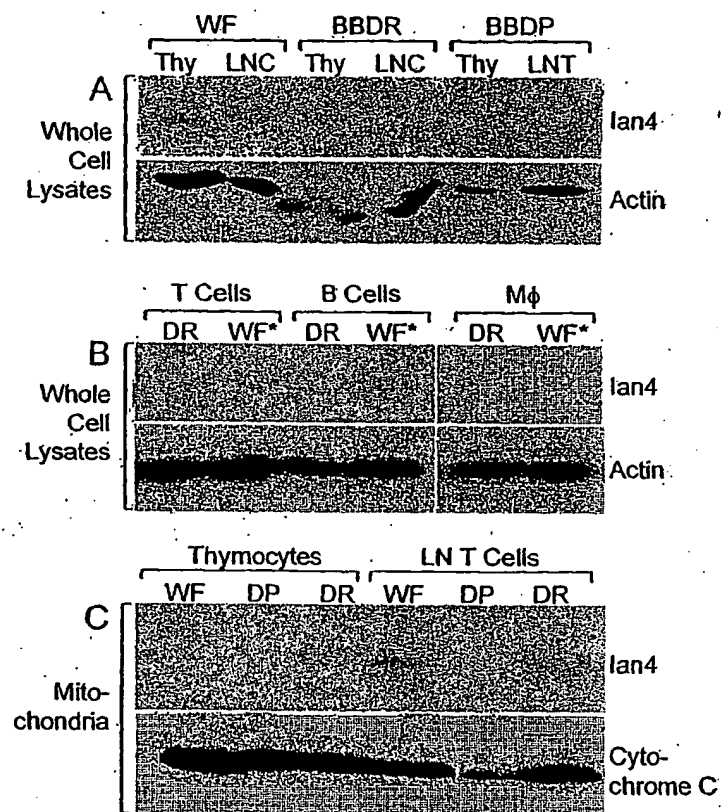 WF BBDR BBDP
Thy LNC Thy LNC Thy LNT
A
Whole
Cell
Lysates
Ian4
Actin
T Cells B Cells Mϕ
DR WF* DR WF* DR WF*
B
Whole
Cell
Lysates
Ian4
Actin
Thymocytes LN T Cells
WF DP DR WF DP DR
C
Mito-
chondria
Ian4
Cyto-
chrome C